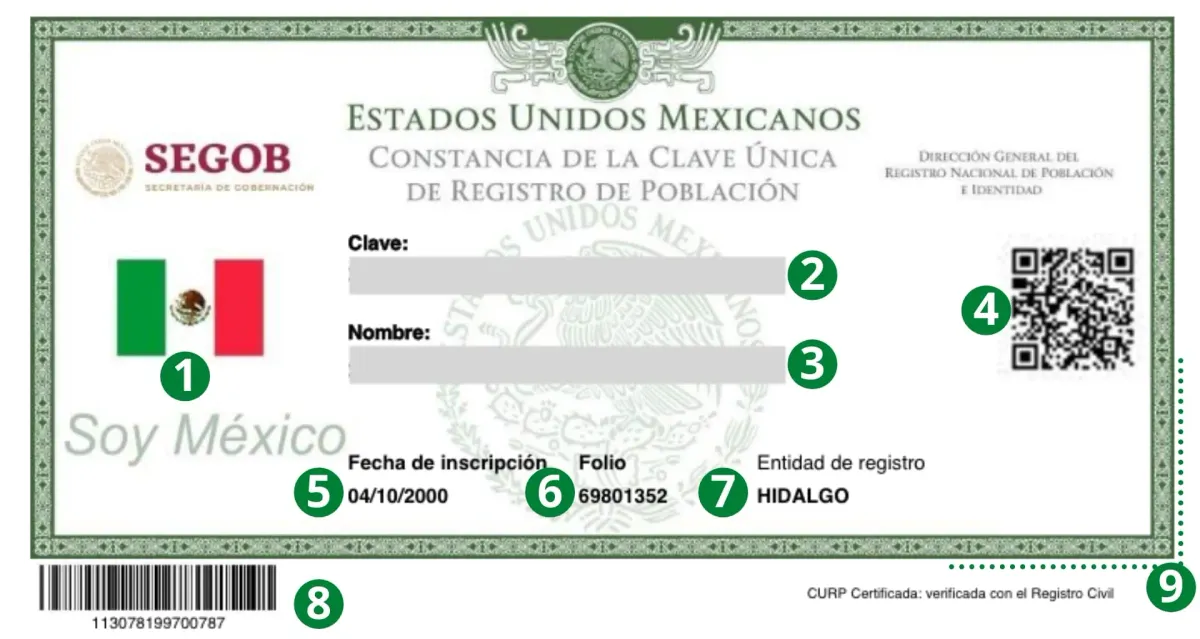 ESTADOS UNIDOS MEXICANOS
CONSTANCIA DE LA CLAVE ÚNICA
DE REGISTRO DE POBLACIÓN
SEGOB
SECRETARÍA DE GOBERNACIÓN
DIRECCIÓN GENERAL DEL
REGISTRO NACIONAL DE POBLACIÓN
E IDENTIDAD
ESTADOS UNIDOS MEXICANOS
Clave:
2
Nombre:
3
4
1
Soy México
Fecha de inscripción Folio Entidad de registro
5 04/10/2000 6 69801352 7 HIDALGO
8
113078199700787
CURP Certificada: verificada con el Registro Civil
9